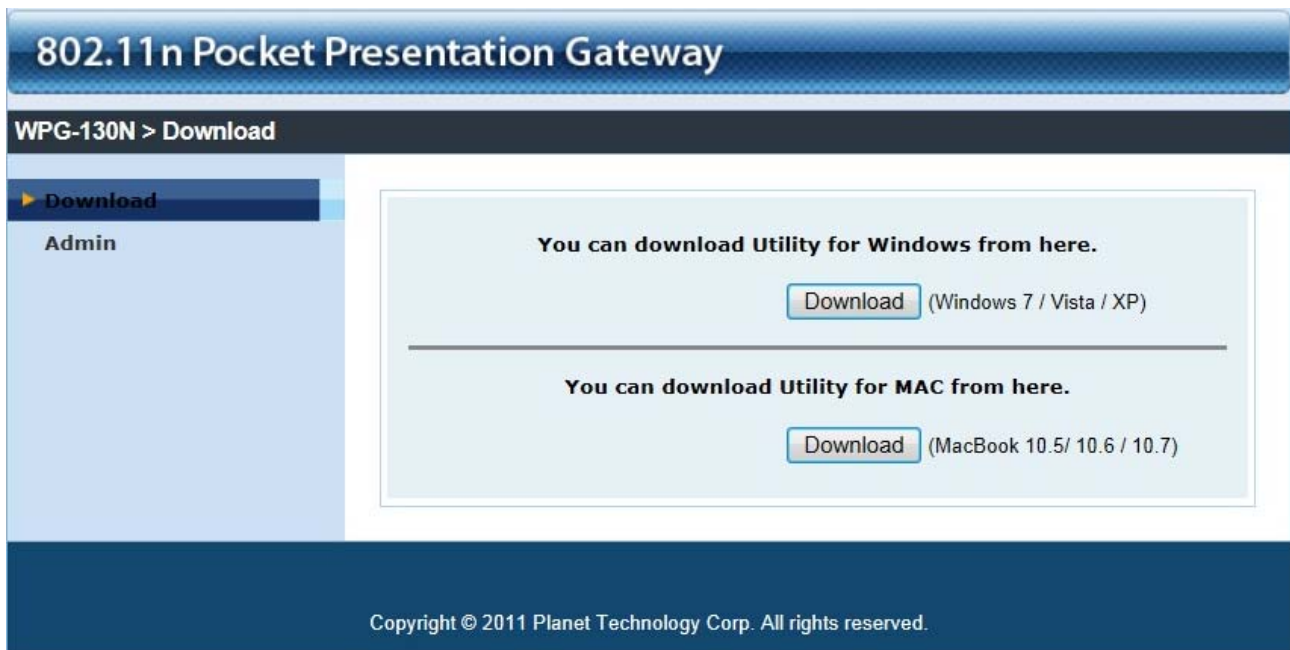 802.11n Pocket Presentation Gateway
WPG-130N > Download
Download
Admin
You can download Utility for Windows from here.
Download (Windows 7 / Vista / XP)
You can download Utility for MAC from here.
Download (MacBook 10.5/ 10.6 / 10.7)
Copyright © 2011 Planet Technology Corp. All rights reserved.